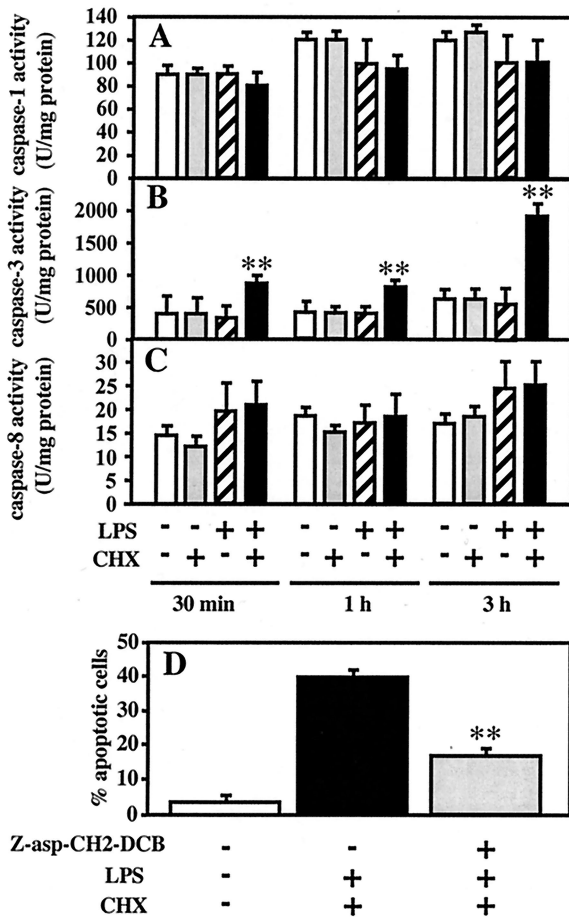 A
caspase-1 activity
(U/mg protein)
140
120
100
80
60
40
20
0
B
caspase-3 activity
(U/mg protein)
2000
1500
1000
500
0
**
**
**
C
caspase-8 activity
(U/mg protein)
30
25
20
15
10
5
0
LPS - - + + - - + + - - + +
CHX - + - + - + - + - + - +
30 min 1 h 3 h
D
% apoptotic cells
50
40
30
20
10
0
**
Z-asp-CH2-DCB - - +
LPS - + +
CHX - + +